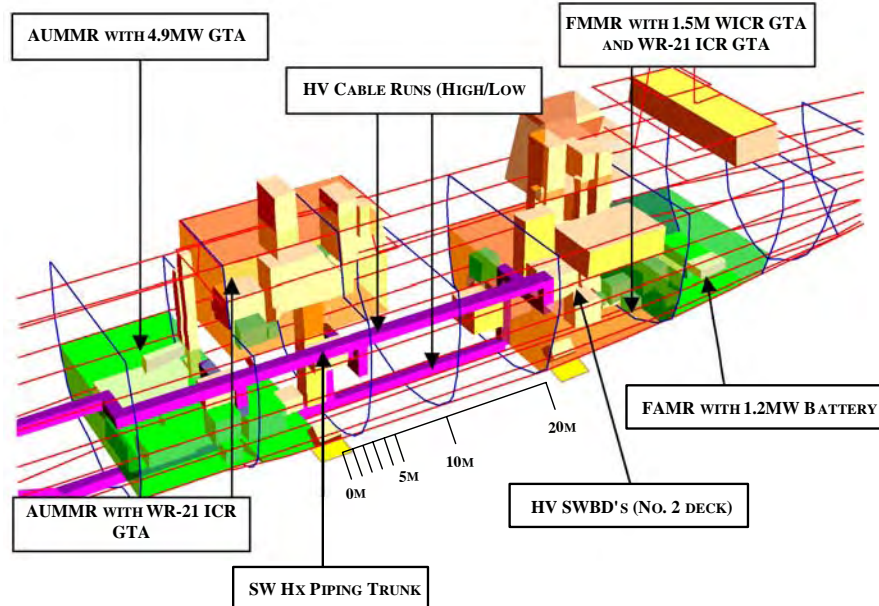 AUMMR WITH 4.9MW GTA
FMMR WITH 1.5M WICR GTA
AND WR-21 ICR GTA
HV CABLE RUNS (HIGH/LOW
20M
10M
5M
0M
FAMR WITH 1.2MW BATTERY
AUMMR WITH WR-21 ICR
GTA
HV SWBD'S (NO. 2 DECK)
SW HX PIPING TRUNK